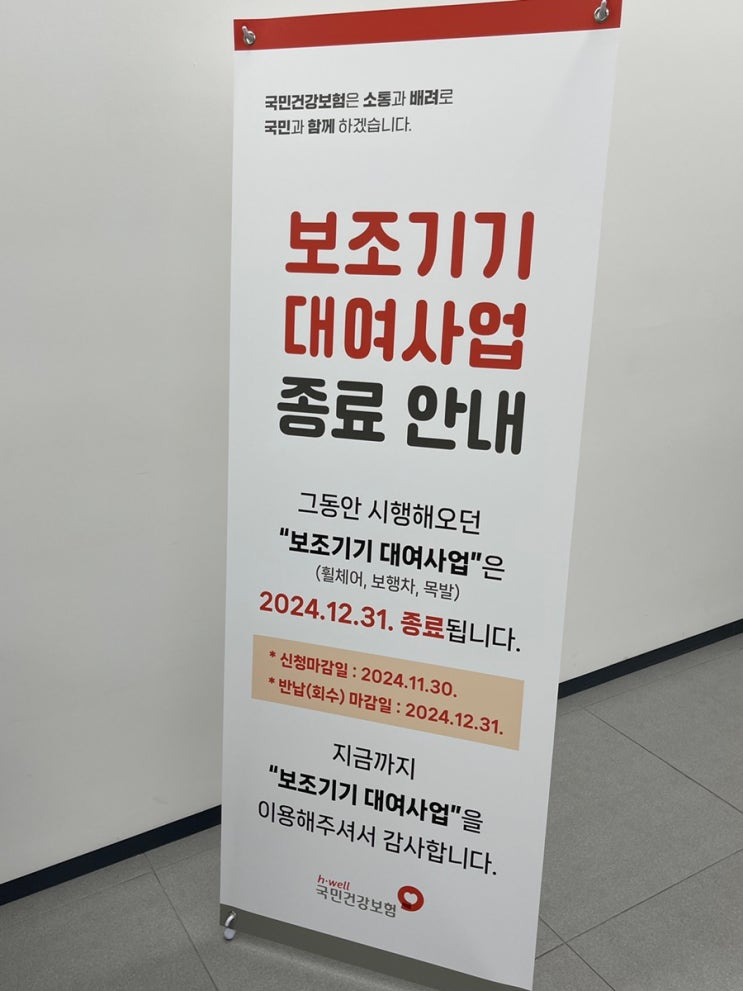 국민건강보험은 소통과 배려로
국민과 함께 하겠습니다.
보조기기
대여사업
종료 안내
그동안 시행해오던
“보조기기 대여사업”은
(휠체어, 보행차, 목발)
2024.12.31. 종료됩니다.
* 신청마감일 : 2024.11.30.
* 반납(회수) 마감일 : 2024.12.31.
지금까지
“보조기기 대여사업”을
이용해주셔서 감사합니다.
h·well
국민건강보험